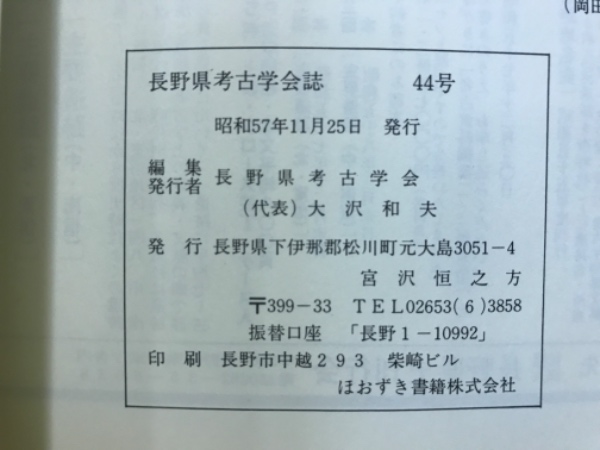 (岡田
長野県考古学会誌 44号
昭和57年11月25日 発行
編集
発行者 長野県考古学会
(代表) 大沢和夫
発行 長野県下伊那郡松川町元大島3051-4
宮沢恒之方
〒399-33 TEL02653(6)3858
振替口座 「長野1-10992」
印刷 長野市中越293 柴崎ビル
ほおずき書籍株式会社